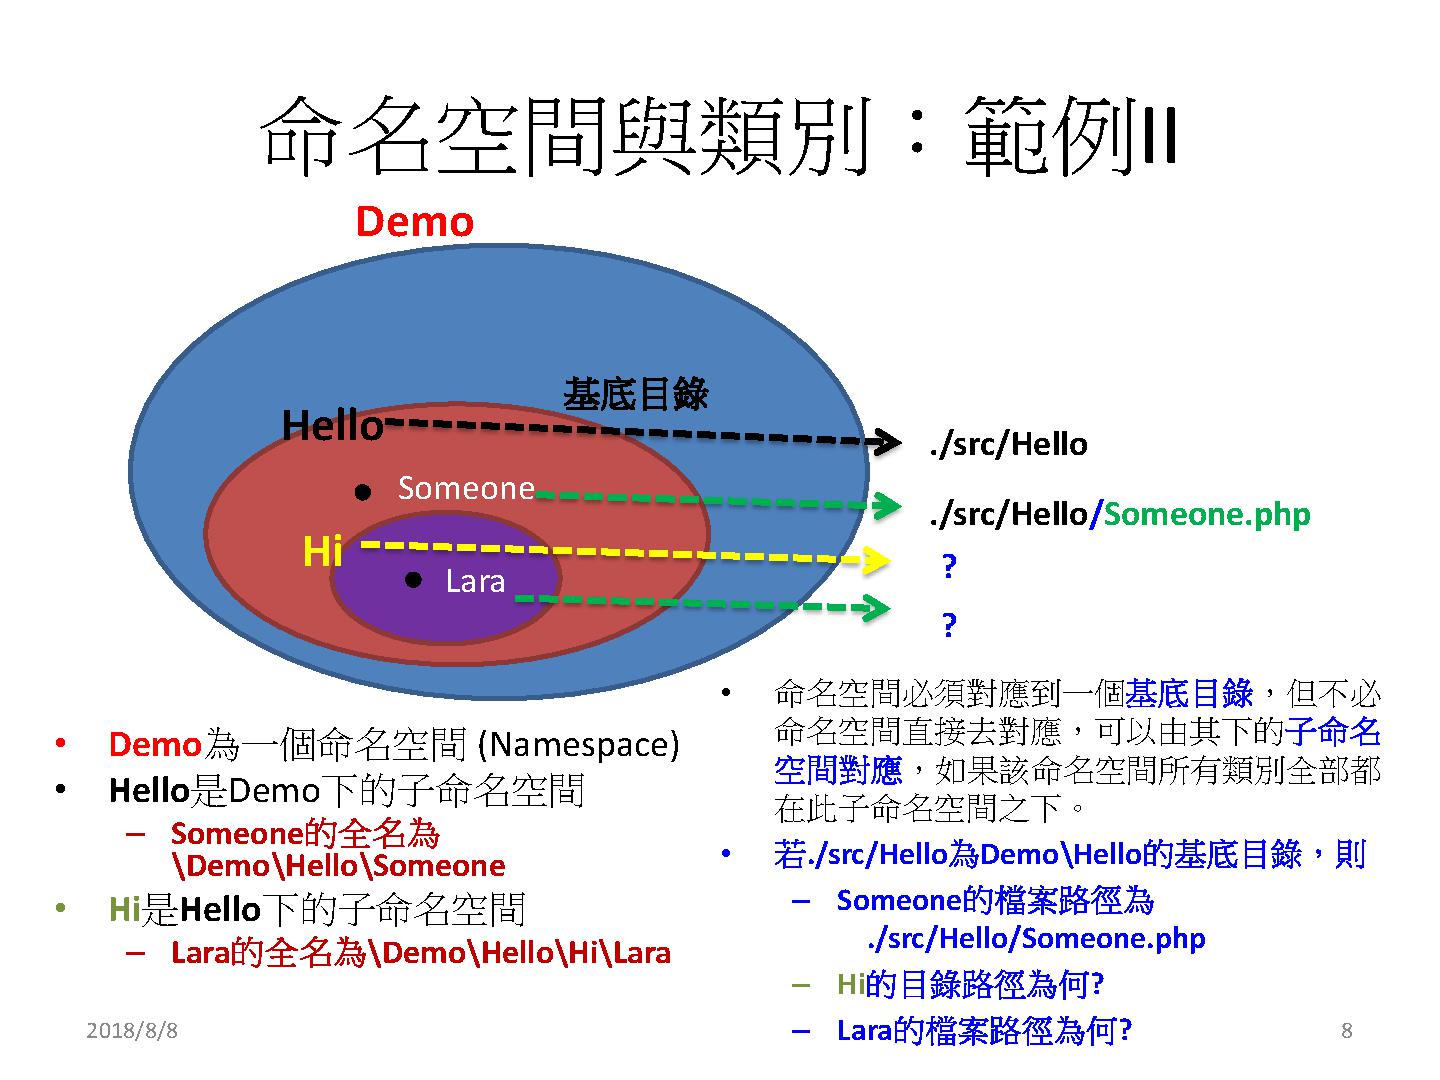 命名空間與類別：範例II
Demo
基底目錄
Hello
./src/Hello
Someone
./src/Hello/Someone.php
Hi
?
Lara
?
• Demo為一個命名空間 (Namespace)
• Hello是Demo下的子命名空間
– Someone的全名為
\Demo\Hello\Someone
• Hi是Hello下的子命名空間
– Lara的全名為\Demo\Hello\Hi\Lara
• 命名空間必須對應到一個基底目錄，但不必
命名空間直接去對應，可以由其下的子命名
空間對應，如果該命名空間所有類別全部都
在此子命名空間之下。
• 若./src/Hello為Demo\Hello的基底目錄，則
– Someone的檔案路徑為
./src/Hello/Someone.php
– Hi的目錄路徑為何?
– Lara的檔案路徑為何?
2018/8/8
8